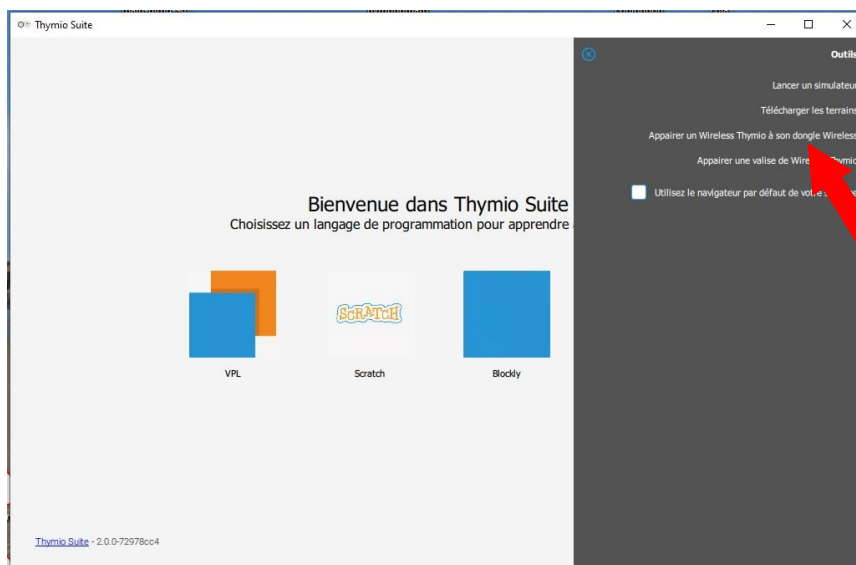 Thymio Suite
Outils
Lancer un simulateur
Télécharger les terrains
Appairer un Wireless Thymio à son dongle Wireless
Appairer une valise de Thymio
Utilisez le navigateur par défaut de
Bienvenue dans Thymio Suite
Choisissez un langage de programmation pour apprendre
SCRATCH
VPL
Scratch
Blockly
Thymio Suite - 2.0.0-72978cc4